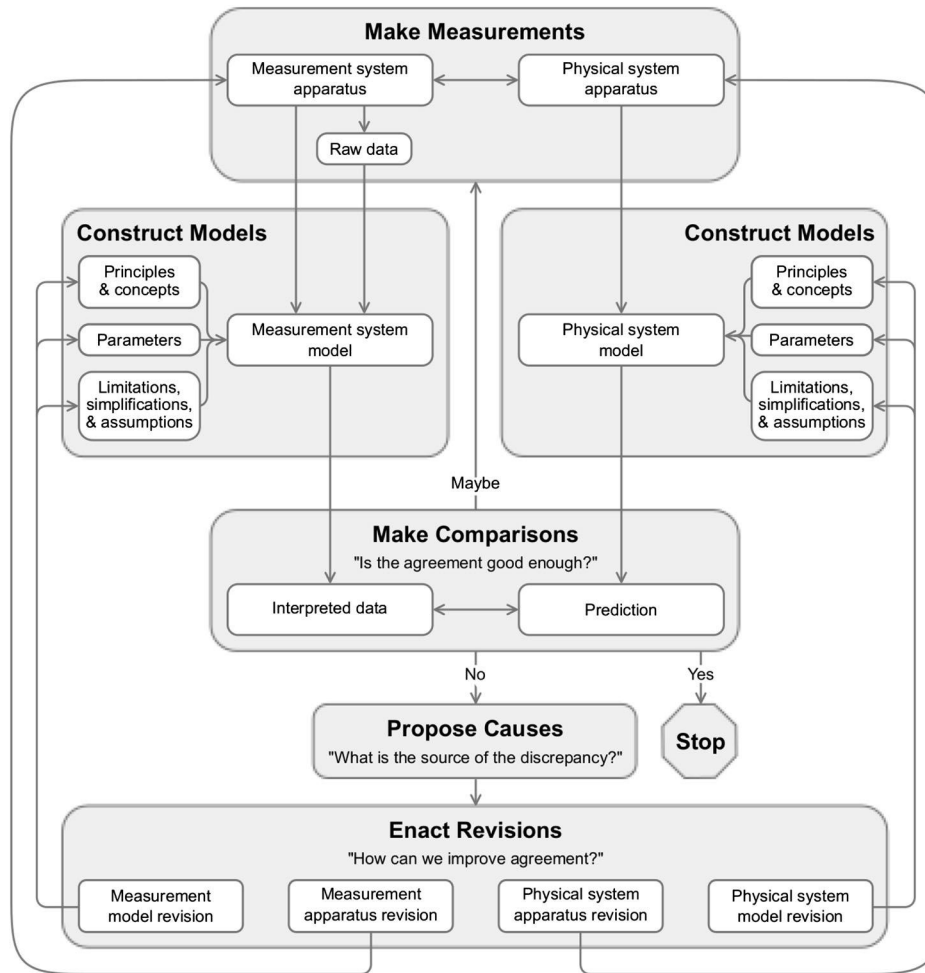 Make Measurements
Measurement system
apparatus
Physical system
apparatus
Raw data
Construct Models
Principles
& concepts
Parameters
Limitations,
simplifications,
& assumptions
Measurement system
model
Construct Models
Physical system
model
Principles
& concepts
Parameters
Limitations,
simplifications,
& assumptions
Maybe
Make Comparisons
"Is the agreement good enough?"
Interpreted data
Prediction
No
Yes
Propose Causes
"What is the source of the discrepancy?"
Stop
Enact Revisions
"How can we improve agreement?"
Measurement
model revision
Measurement
apparatus revision
Physical system
apparatus revision
Physical system
model revision